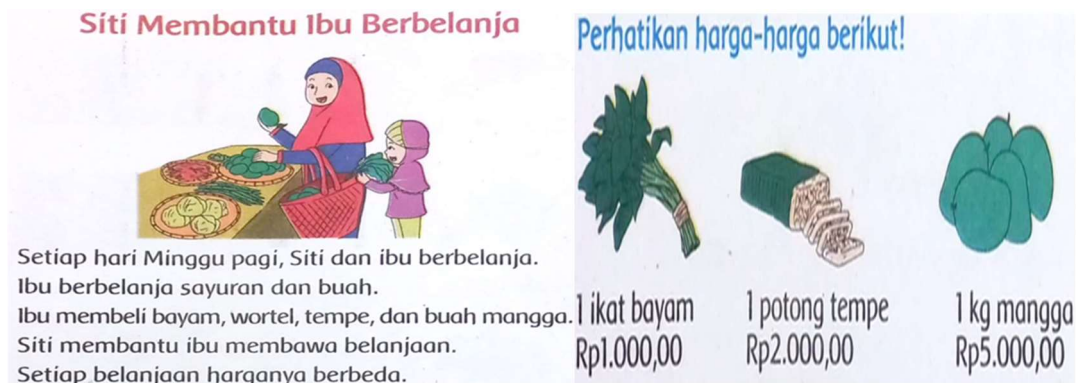 Siti Membantu Ibu Berbelanja
Setiap hari Minggu pagi, Siti dan ibu berbelanja.
Ibu berbelanja sayuran dan buah.
Ibu membeli bayam, wortel, tempe, dan buah mangga.
Siti membantu ibu membawa belanjaan.
Setiap belanjaan harganya berbeda.
Perhatikan harga-harga berikut!
1 ikat bayam
Rp1.000,00
1 potong tempe
Rp2.000,00
1 kg mangga
Rp5.000,00